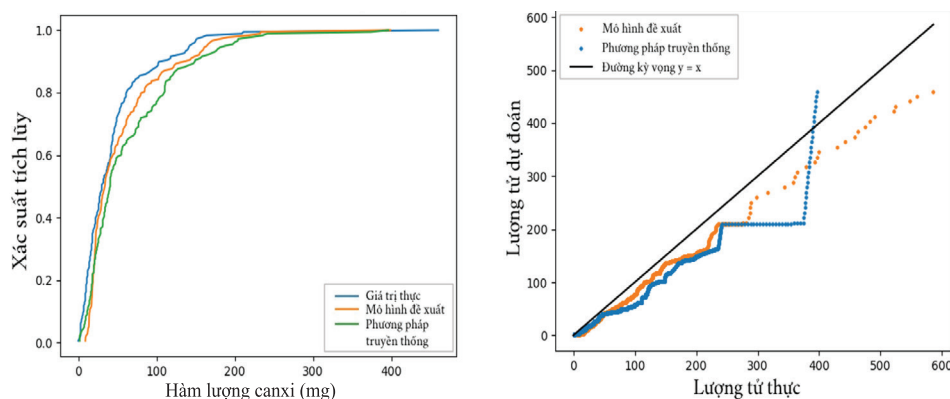 1.0
0.8
0.6
0.4
0.2
0.0
Xác suất tích lũy
Giá trị thực
Mô hình đề xuất
Phương pháp
truyền thống
0
100
200
300
400
Hàm lượng canxi (mg)
600
500
400
300
200
100
0
Lượng tử dự đoán
Mô hình đề xuất
Phương pháp truyền thống
Đường kỳ vọng y = x
0
100
200
300
400
500
600
Lượng tử thực